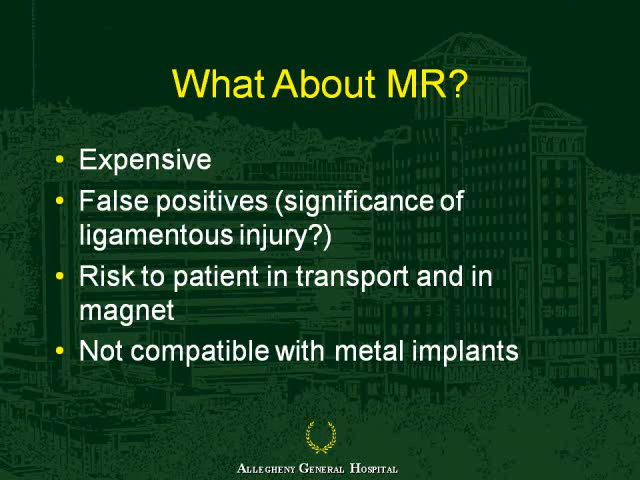 What About MR?
• Expensive
• False positives (significance of
ligamentous injury?)
• Risk to patient in transport and in
magnet
• Not compatible with metal implants
ALLEGHENY GENERAL HOSPITAL